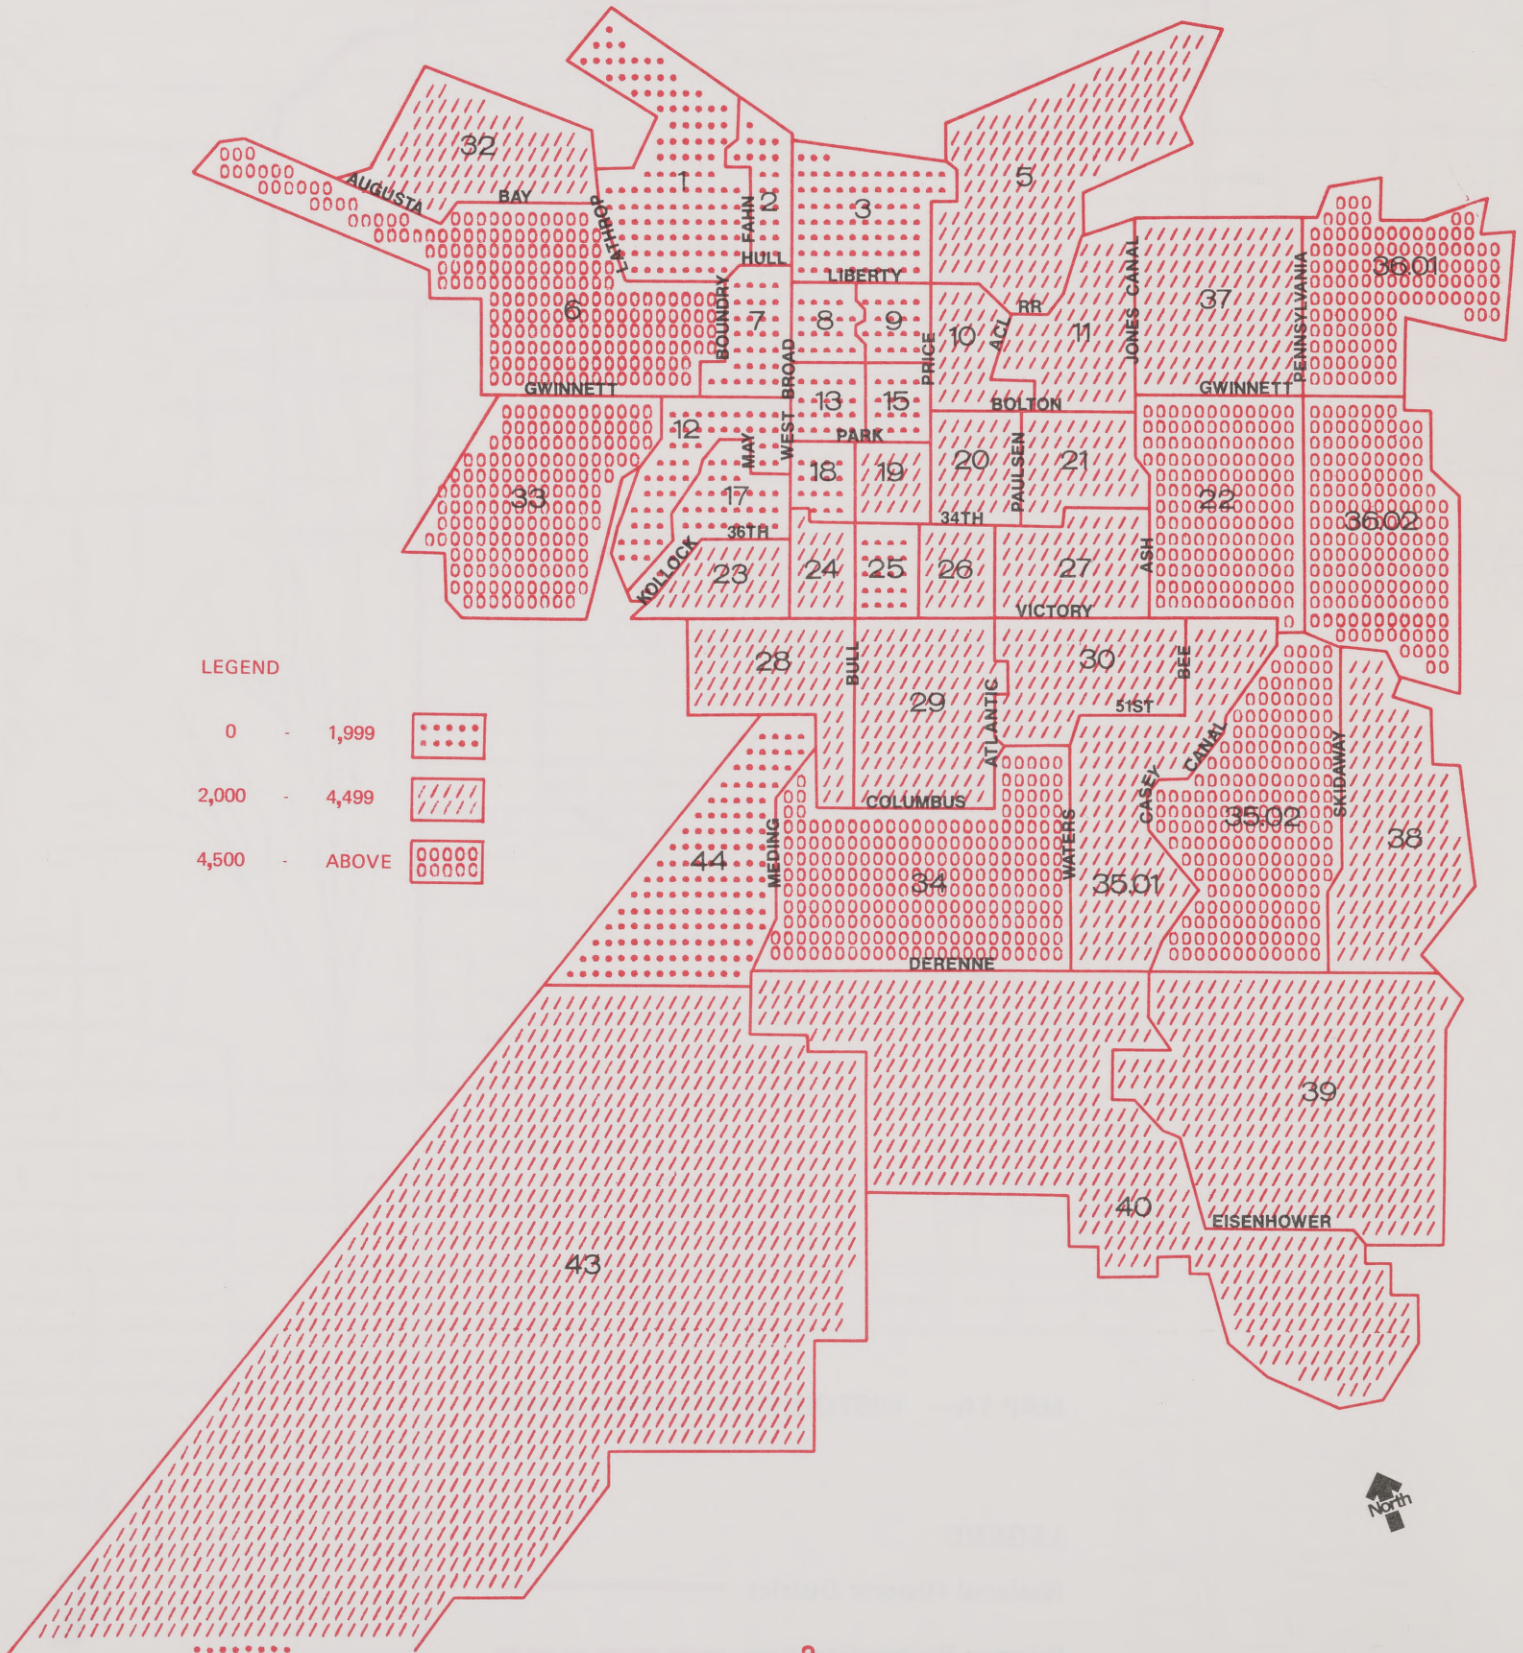 32
1
5
AUGUSTA
BAY
LATHROP
FAHN
2
3
HULL
LIBERTY
6
BOUNDRY
7
8
9
PRICE
10
ACL
RR
11
JONES CANAL
37
PENNSYLVANIA
36.01
GWINNETT
WEST BROAD
13
15
BOLTON
GWINNETT
12
MAY
PARK
33
17
18
19
20
PAULSEN
21
22
36.02
36TH
34TH
KOLLOCK
23
24
25
26
27
ASH
VICTORY
LEGEND
0 - 1,999
2,000 - 4,499
4,500 - ABOVE
28
BULL
29
ATLANTIC
30
BEE
51ST
CANAL
CASEY
COLUMBUS
SKIDAWAY
35.02
38
44
MEDING
34
WATERS
35.01
DERENNE
39
40
EISENHOWER
43
North